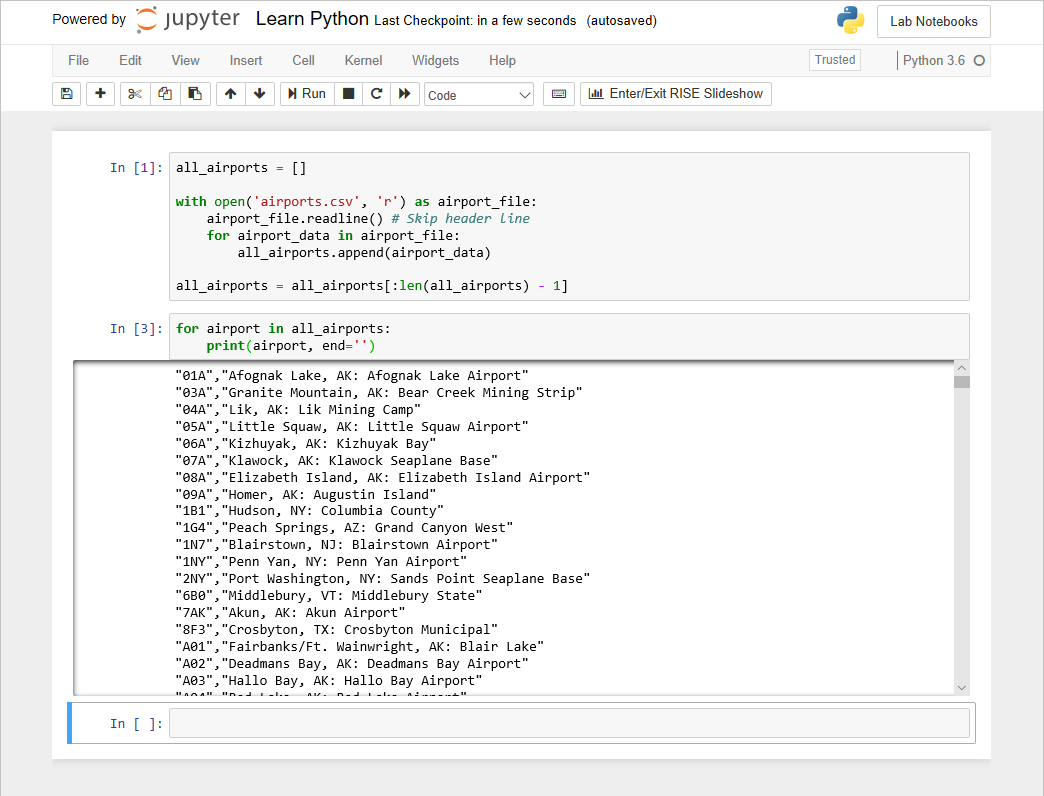 Powered by jupyter Learn Python Last Checkpoint: in a few seconds (autosaved) Lab Notebooks
File Edit View Insert Cell Kernel Widgets Help Trusted Python 3.6
Run Code Enter/Exit RISE Slideshow
In [1]: all_airports = []
with open('airports.csv', 'r') as airport_file:
    airport_file.readline() # Skip header line
    for airport_data in airport_file:
        all_airports.append(airport_data)
all_airports = all_airports[:len(all_airports) - 1]
In [3]: for airport in all_airports:
    print(airport, end='')
"01A","Afognak Lake, AK: Afognak Lake Airport"
"03A","Granite Mountain, AK: Bear Creek Mining Strip"
"04A","Lik, AK: Lik Mining Camp"
"05A","Little Squaw, AK: Little Squaw Airport"
"06A","Kizhuyak, AK: Kizhuyak Bay"
"07A","Klawock, AK: Klawock Seaplane Base"
"08A","Elizabeth Island, AK: Elizabeth Island Airport"
"09A","Homer, AK: Augustin Island"
"1B1","Hudson, NY: Columbia County"
"1G4","Peach Springs, AZ: Grand Canyon West"
"1N7","Blairstown, NJ: Blairstown Airport"
"1NY","Penn Yan, NY: Penn Yan Airport"
"2NY","Port Washington, NY: Sands Point Seaplane Base"
"6B0","Middlebury, VT: Middlebury State"
"7AK","Akun, AK: Akun Airport"
"8F3","Crosbyton, TX: Crosbyton Municipal"
"A01","Fairbanks/Ft. Wainwright, AK: Blair Lake"
"A02","Deadmans Bay, AK: Deadmans Bay Airport"
"A03","Hallo Bay, AK: Hallo Bay Airport"
In [ ]: